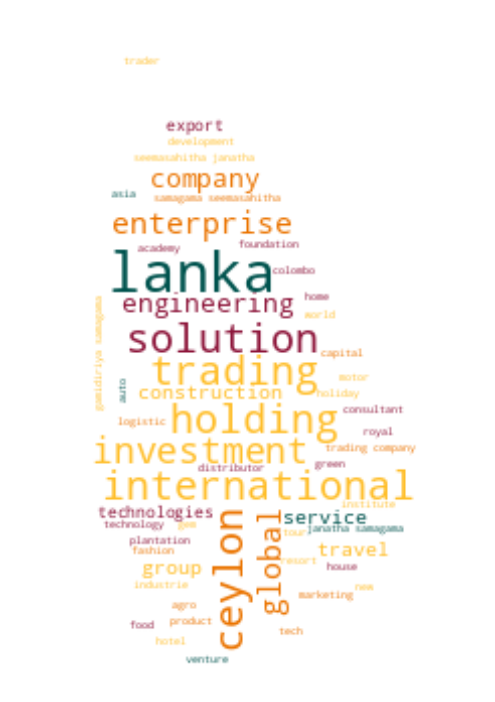 trader
export
development
seemasahitha janatha
company
asia
samagama seemasahitha
enterprise
academy
foundation
lanka
colombo
engineering
home
gamidiriya samagama
world
solution
capital
trading
auto
motor
construction
holiday
holding
consultant
logistic
royal
investment
trading company
distributor
green
international
institute
technologies
ceylon
global
service
technology
gem
tour
janatha samagama
plantation
fashion
travel
resort
group
house
industrie
new
marketing
agro
product
food
tech
hotel
venture